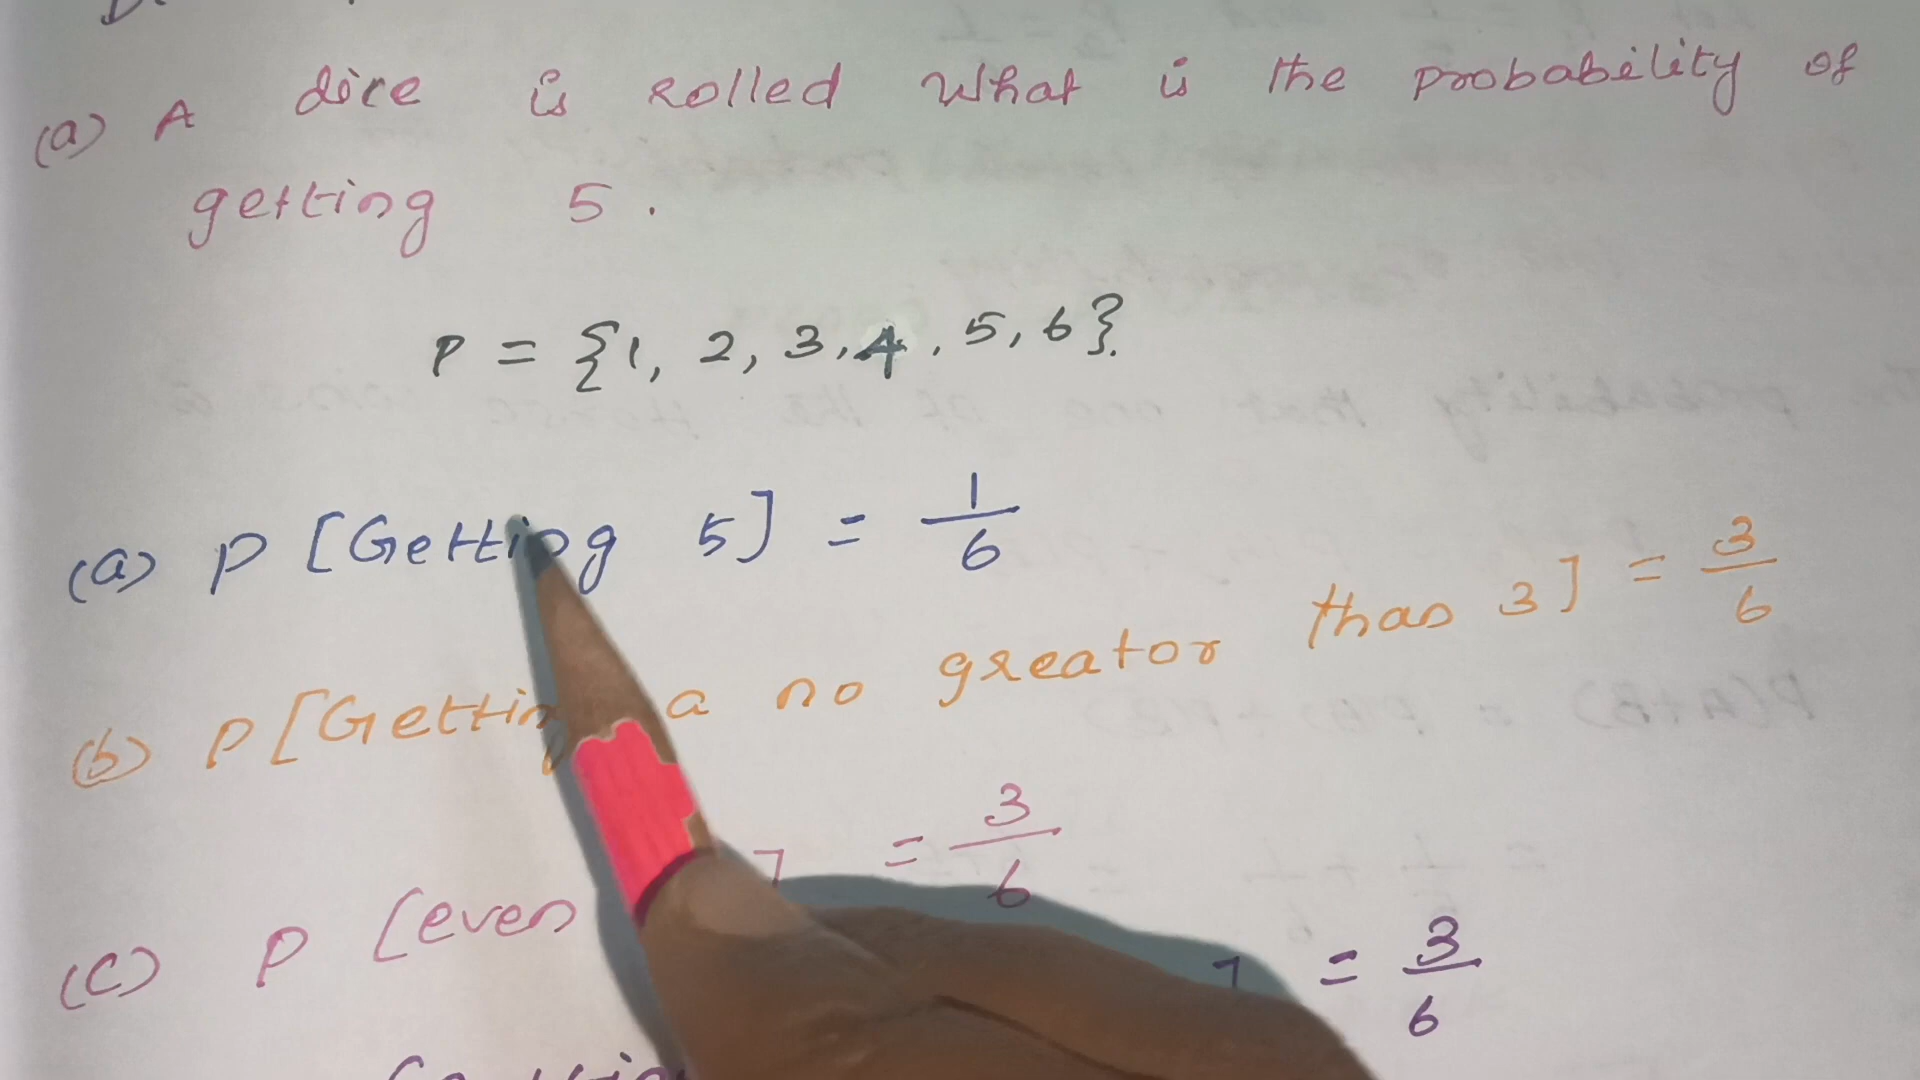 (a) A dice is rolled what is the probability of
getting 5.
P = {1, 2, 3, 4, 5, 6}.
(a) P [Getting 5] = 1/6
(b) P [Getting a no greator than 3] = 3/6
(c) P [even ] = 3/6
] = 3/6